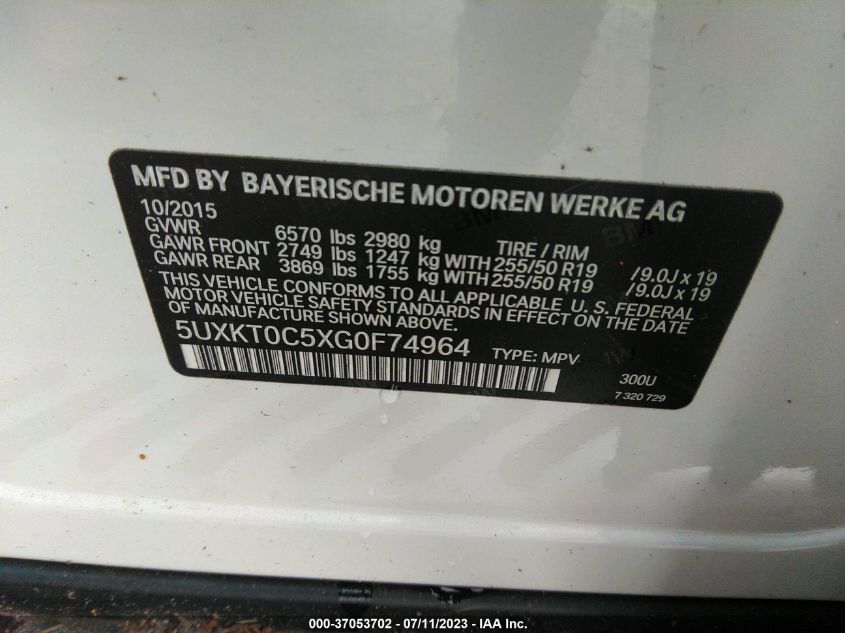 MFD BY BAYERISCHE MOTOREN WERKE AG
10/2015
GVWR 6570 lbs 2980 kg TIRE / RIM
GAWR FRONT 2749 lbs 1247 kg WITH 255/50 R19 /9.0J x 19
GAWR REAR 3869 lbs 1755 kg WITH 255/50 R19 /9.0J x 19
THIS VEHICLE CONFORMS TO ALL APPLICABLE U. S. FEDERAL
MOTOR VEHICLE SAFETY STANDARDS IN EFFECT ON THE DATE
OF MANUFACTURE SHOWN ABOVE.
5UXKT0C5XG0F74964 TYPE: MPV
300U
7 320 729
000-37053702 - 07/11/2023 - IAA Inc.